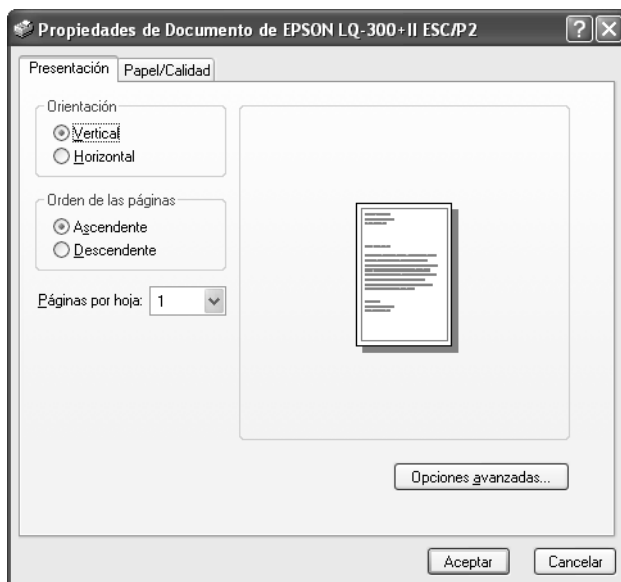 Propiedades de Documento de EPSON LQ-300+II ESC/P2
Presentación Papel/Calidad
Orientación
Vertical
Horizontal
Orden de las páginas
Ascendente
Descendente
Páginas por hoja: 1
Opciones avanzadas...
Aceptar Cancelar